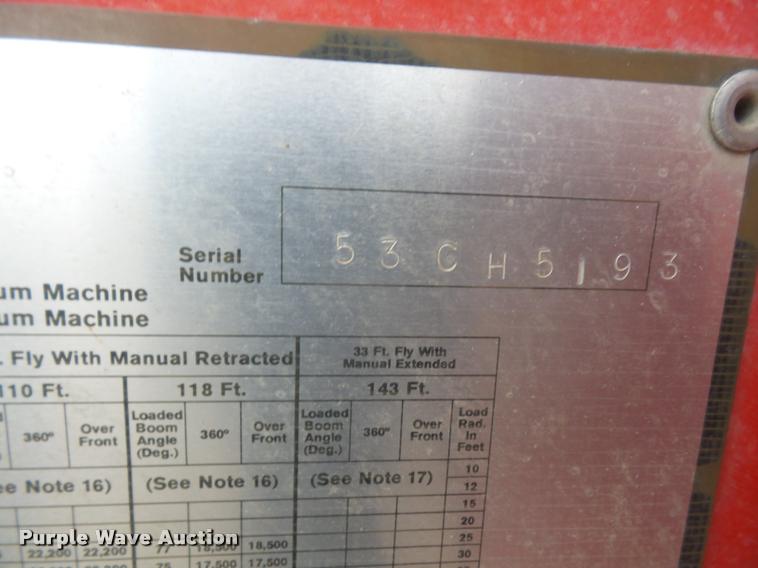 Serial
Number
53CH5193
um Machine
um Machine
. Fly With Manual Retracted
33 Ft. Fly With
Manual Extended
110 Ft.
118 Ft.
143 Ft.
360°
Over
Front
Loaded
Boom
Angle
(Deg.)
360°
Over
Front
Loaded
Boom
Angle
(Deg.)
360°
Over
Front
Load
Rad.
In
Feet
ee Note 16)
(See Note 16)
(See Note 17)
10
12
15
20
25
22,200 22,200 77 18,500 18,500
30
75 17,500 17,500
Purple Wave Auction